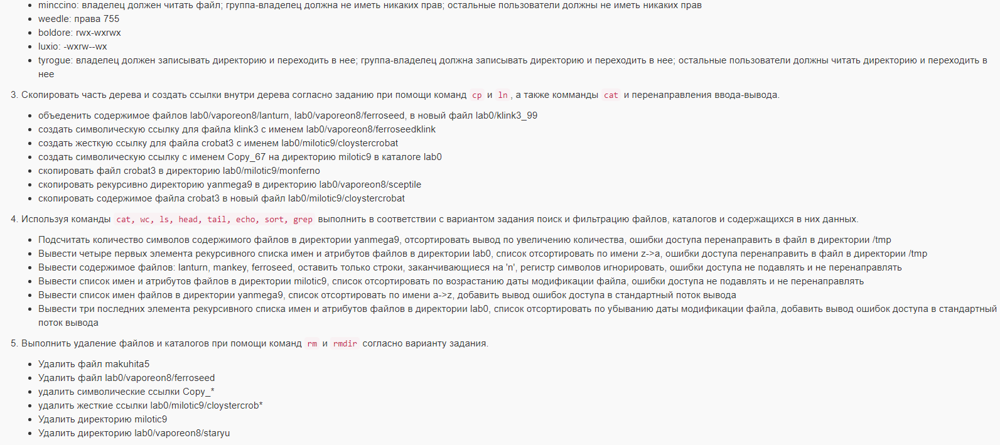 • minccino: владелец должен читать файл; группа-владелец должна не иметь никаких прав; остальные пользователи должны не иметь никаких прав
• weedle: права 755
• boldore: rwx-wxrwx
• luxio: -wxrw--wx
• tyrogue: владелец должен записывать директорию и переходить в нее; группа-владелец должна записывать директорию и переходить в нее; остальные пользователи должны читать директорию и переходить в
нее
3. Скопировать часть дерева и создать ссылки внутри дерева согласно заданию при помощи команд cp и ln , а также комманды cat и перенаправления ввода-вывода.
• объеденить содержимое файлов lab0/vaporeon8/lanturn, lab0/vaporeon8/ferroseed, в новый файл lab0/klink3_99
• создать символическую ссылку для файла klink3 с именем lab0/vaporeon8/ferroseedklink
• создать жесткую ссылку для файла crobat3 с именем lab0/milotic9/cloystercrobat
• создать символическую ссылку с именем Copy_67 на директорию milotic9 в каталоге lab0
• скопировать файл crobat3 в директорию lab0/milotic9/monferno
• скопировать рекурсивно директорию yanmega9 в директорию lab0/vaporeon8/sceptile
• скопировать содержимое файла crobat3 в новый файл lab0/milotic9/cloystercrobat
4. Используя команды cat, wc, ls, head, tail, echo, sort, grep выполнить в соответствии с вариантом задания поиск и фильтрацию файлов, каталогов и содержащихся в них данных.
• Подсчитать количество символов содержимого файлов в директории yanmega9, отсортировать вывод по увеличению количества, ошибки доступа перенаправить в файл в директории /tmp
• Вывести четыре первых элемента рекурсивного списка имен и атрибутов файлов в директории lab0, список отсортировать по имени z->a, ошибки доступа перенаправить в файл в директории /tmp
• Вывести содержимое файлов: lanturn, mankey, ferroseed, оставить только строки, заканчивающиеся на 'n', регистр символов игнорировать, ошибки доступа не подавлять и не перенаправлять
• Вывести список имен и атрибутов файлов в директории milotic9, список отсортировать по возрастанию даты модификации файла, ошибки доступа не подавлять и не перенаправлять
• Вывести список имен файлов в директории yanmega9, список отсортировать по имени a->z, добавить вывод ошибок доступа в стандартный поток вывода
• Вывести три последних элемента рекурсивного списка имен и атрибутов файлов в директории lab0, список отсортировать по убыванию даты модификации файла, добавить вывод ошибок доступа в стандартный
поток вывода
5. Выполнить удаление файлов и каталогов при помощи команд rm и rmdir согласно варианту задания.
• Удалить файл makuhita5
• Удалить файл lab0/vaporeon8/ferroseed
• удалить символические ссылки Copy_*
• удалить жесткие ссылки lab0/milotic9/cloystercrob*
• Удалить директорию milotic9
• Удалить директорию lab0/vaporeon8/staryu